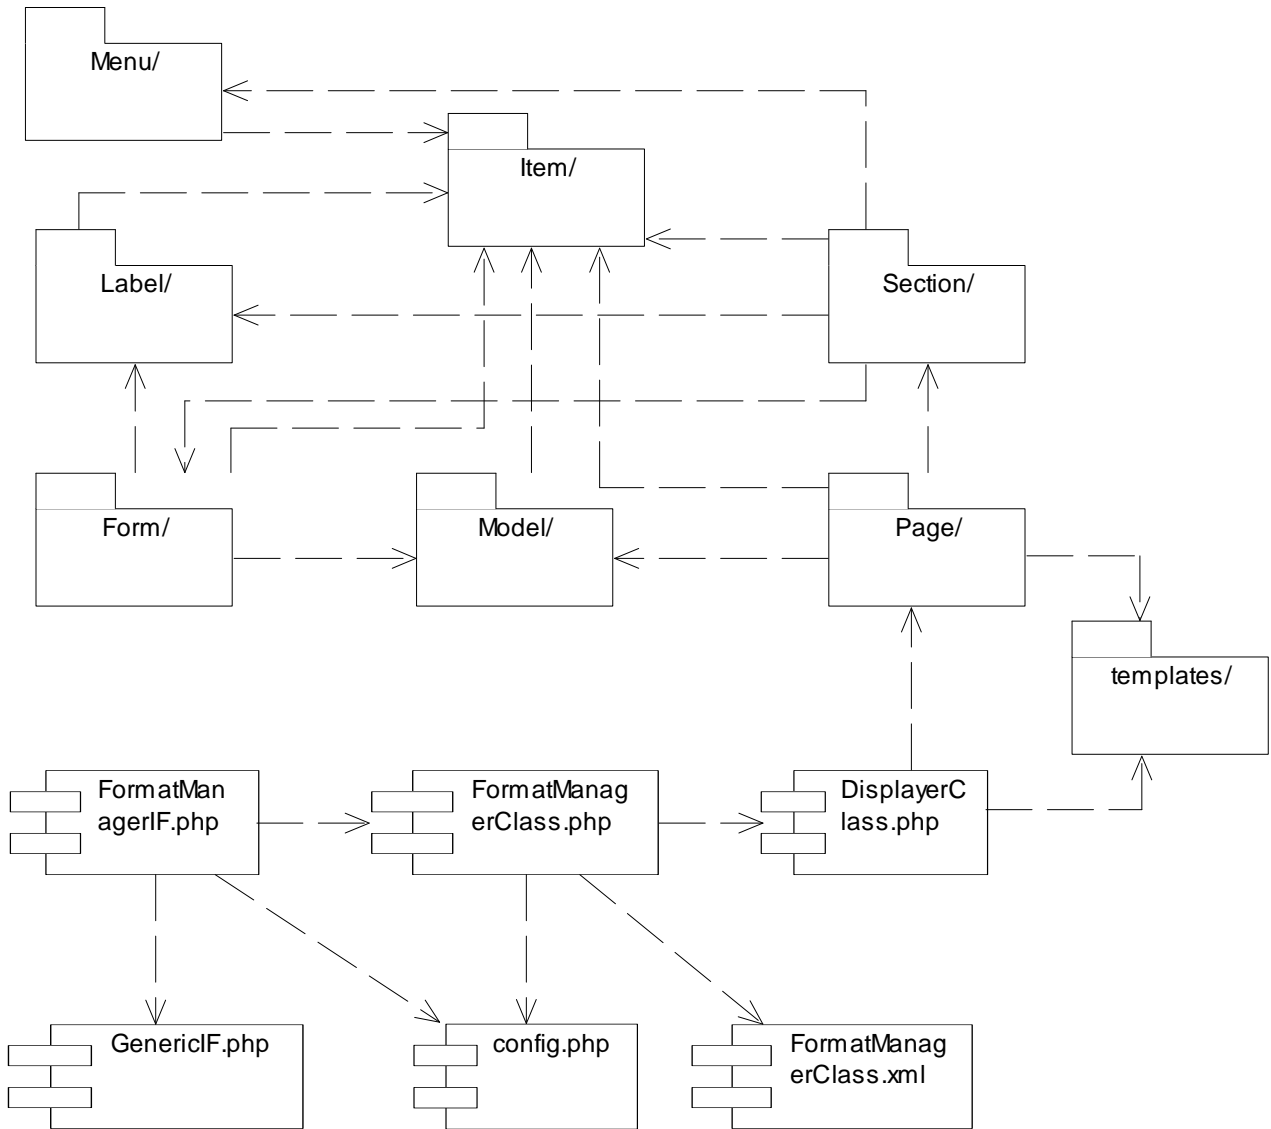 Menu/
Item/
Label/
Section/
Form/
Model/
Page/
templates/
FormatMan
agerIF.php
FormatManag
erClass.php
DisplayerC
lass.php
GenericIF.php
config.php
FormatManag
erClass.xml